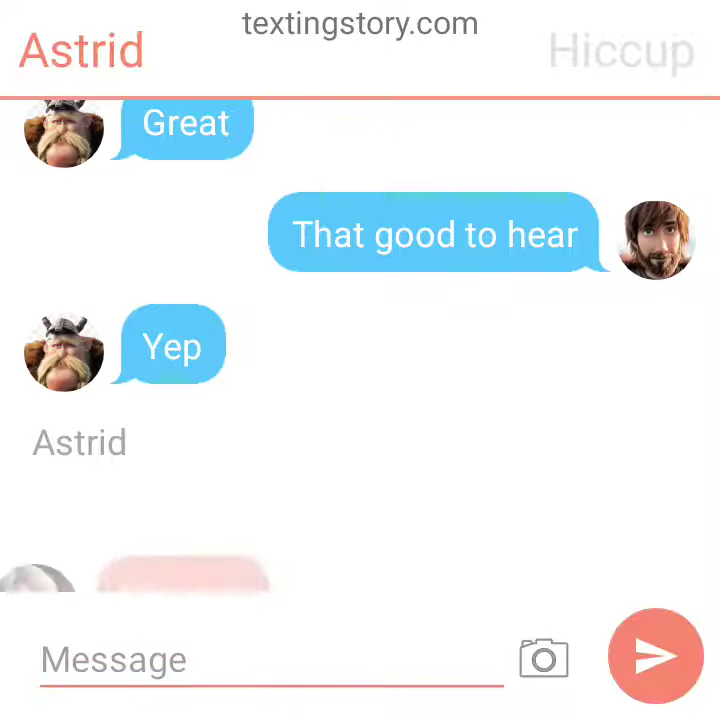 textingstory.com
Astrid
Hiccup
Great
That good to hear
Yep
Astrid
Message